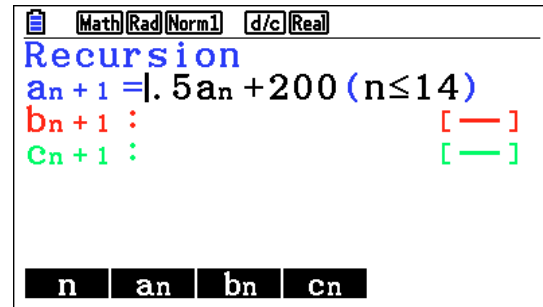 Math Rad Norm1 d/c Real
Recursion
an+1=.5an+200(n≤14)
bn+1: [—]
cn+1: [—]
n an bn cn